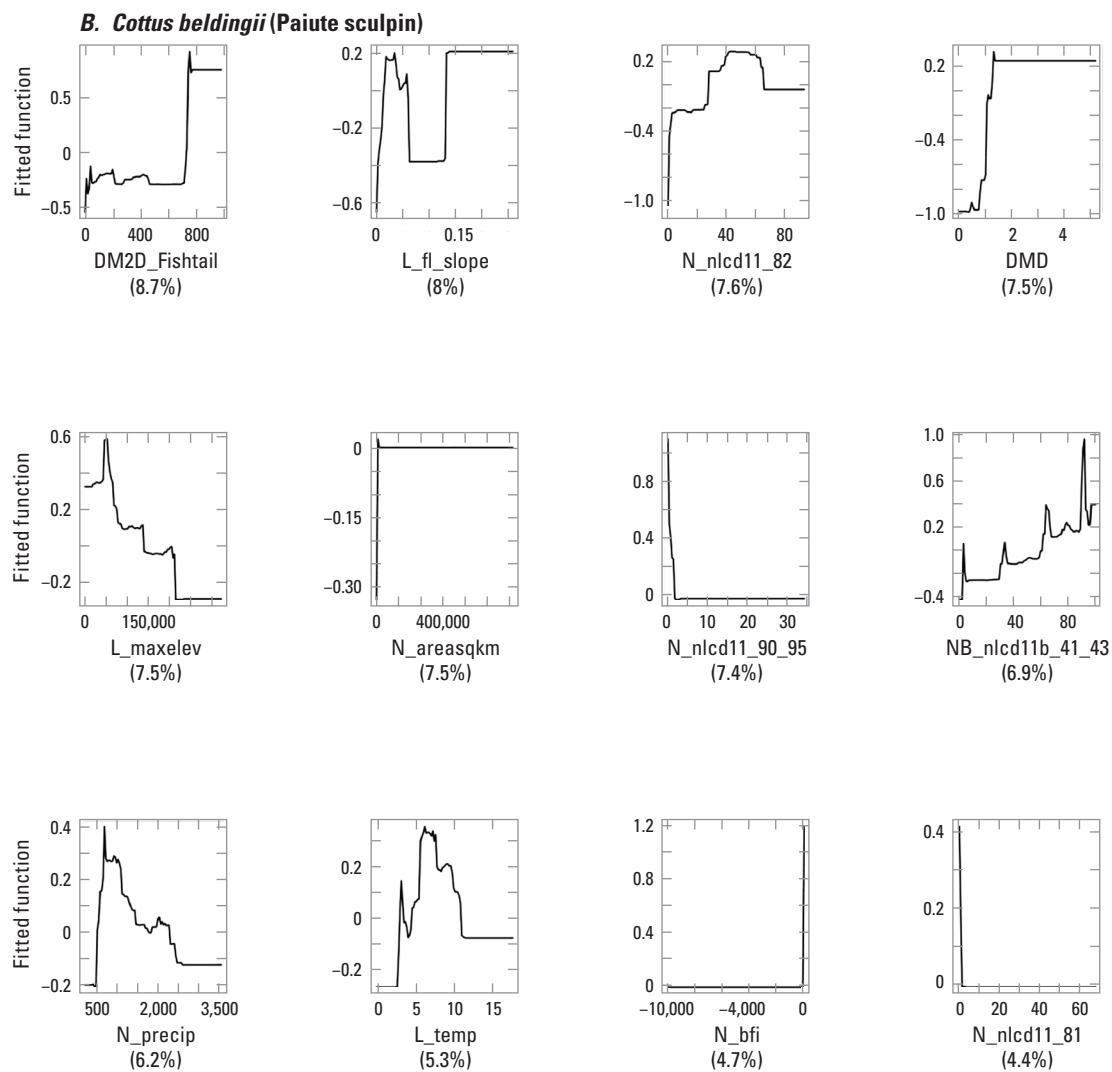 B. Cottus beldingii (Paiute sculpin)
Fitted function
0.5
0
−0.5
0 400 800
DM2D_Fishtail
(8.7%)
0.2
−0.2
−0.6
0 0.15
L_fl_slope
(8%)
0.2
−0.4
−1.0
0 40 80
N_nlcd11_82
(7.6%)
0.2
−0.4
−1.0
0 2 4
DMD
(7.5%)
Fitted function
0.6
0.2
−0.2
0 150,000
L_maxelev
(7.5%)
0
−0.15
−0.30
400,000
N_areasqkm
(7.5%)
0.8
0.4
0
0 10 20 30
N_nlcd11_90_95
(7.4%)
1.0
0.6
0.2
−0.4
0 40 80
NB_nlcd11b_41_43
(6.9%)
Fitted function
0.4
0.2
0
−0.2
500 2,000 3,500
N_precip
(6.2%)
0.2
0
−0.2
0 5 10 15
L_temp
(5.3%)
1.2
0.8
0.4
0
−10,000 −4,000 0
N_bfi
(4.7%)
0.4
0.2
0
0 20 40 60
N_nlcd11_81
(4.4%)